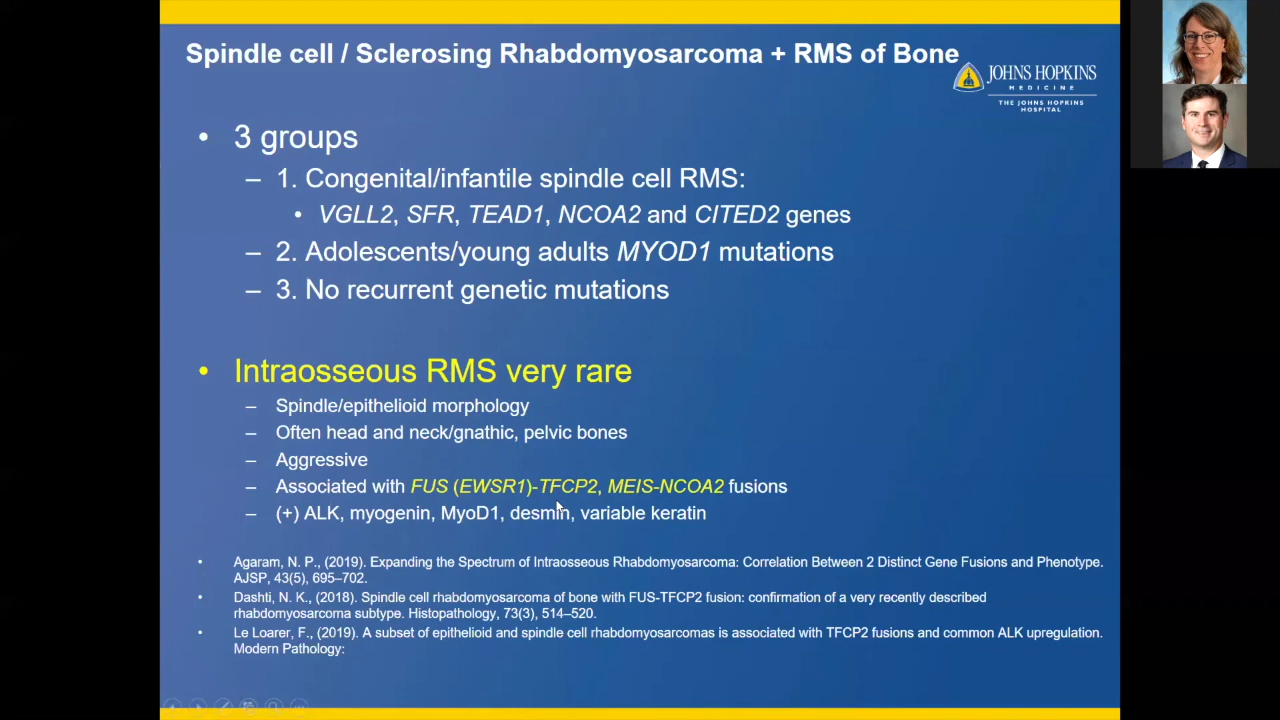 Spindle cell / Sclerosing Rhabdomyosarcoma + RMS of Bone
JOHNS HOPKINS
MEDICINE
THE JOHNS HOPKINS
HOSPITAL
• 3 groups
– 1. Congenital/infantile spindle cell RMS:
• VGLL2, SFR, TEAD1, NCOA2 and CITED2 genes
– 2. Adolescents/young adults MYOD1 mutations
– 3. No recurrent genetic mutations
• Intraosseous RMS very rare
– Spindle/epithelioid morphology
– Often head and neck/gnathic, pelvic bones
– Aggressive
– Associated with FUS (EWSR1)-TFCP2, MEIS-NCOA2 fusions
– (+) ALK, myogenin, MyoD1, desmin, variable keratin
• Agaram, N. P., (2019). Expanding the Spectrum of Intraosseous Rhabdomyosarcoma: Correlation Between 2 Distinct Gene Fusions and Phenotype.
AJSP, 43(5), 695–702.
• Dashti, N. K., (2018). Spindle cell rhabdomyosarcoma of bone with FUS-TFCP2 fusion: confirmation of a very recently described
rhabdomyosarcoma subtype. Histopathology, 73(3), 514–520.
• Le Loarer, F., (2019). A subset of epithelioid and spindle cell rhabdomyosarcomas is associated with TFCP2 fusions and common ALK upregulation.
Modern Pathology: